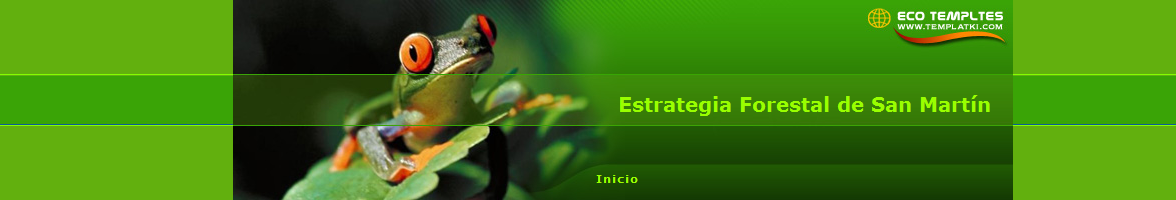 ECO TEMPLTES
WWW.TEMPLATKI.COM
Estrategia Forestal de San Martín
Inicio